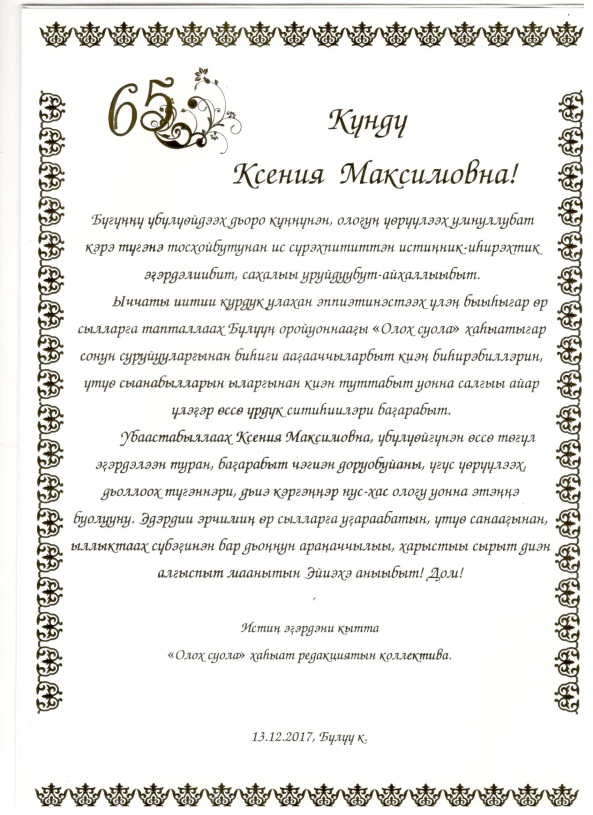 65
Күндү
Ксения Максимовна!
Бүгүҥҥү үбүлүөйдээх дьоро күҥҥүнэн, олоҕуҥ үөрүүлээх умнуллубат
кэрэ түгэнэ тосхойбутунан ис сүрэхпититтэн истиҥник-иһирэхтик
эҕэрдэлиибит, сахалыы уруйдуубут-айхаллыыбыт.
Ыччаты иитии курдук улахан эппиэтинэстээх үлэҥ быыһыгар өр
сылларга тапталлаах Бүлүүҥ оройуоннааҕы «Олох суола» хаһыатыгар
сонун суруйууларгынан биһиги ааҕааччыларбыт киэҥ биһирэбиллэрин,
үтүө сыанабылларын ыларгынан киэн туттабыт уонна салгыы айар
үлэҕэр өссө үрдүк ситиһиилэри баҕарабыт.
Убаастабыллаах Ксения Максимовна, үбүлүөйгүнэн өссө төгүл
эҕэрдэлээн туран, баҕарабыт чэгиэн доруобуйаны, үгүс үөрүүлээх,
дьоллоох түгэннэри, дьиэ кэргэҥҥэр нус-хас олоҕу уонна этэҥҥэ
буолууну. Эдэрдии эрчимиҥ өр сылларга уҕараабатын, үтүө санааҕынан,
ыллыктаах сүбэҕинэн бар дьоҥҥун араҥаччылыы, харыстыы сырыт диэн
алгыспыт маанытын Эйиэхэ аныыбыт! Дом!
Истиҥ эҕэрдэни кытта
«Олох суола» хаһыат редакциятын коллектива.
13.12.2017, Бүлүү к.